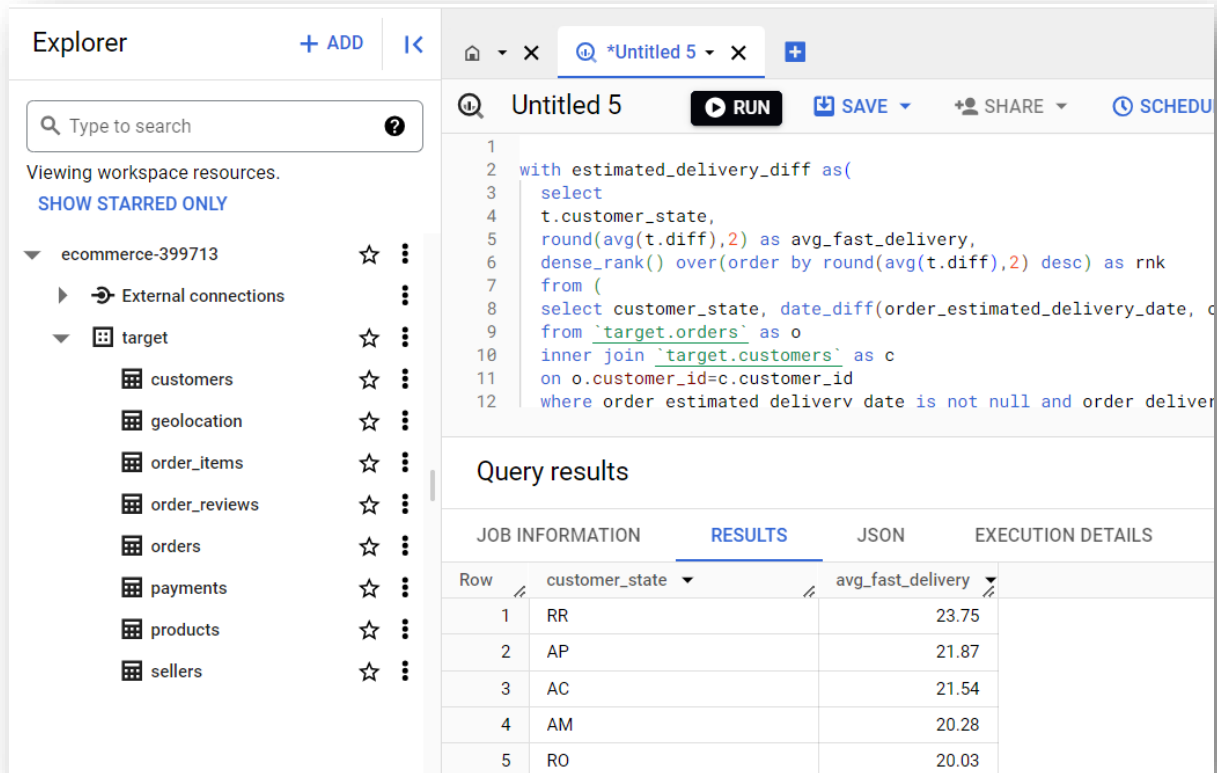 Explorer
+ ADD
Type to search
Viewing workspace resources.
SHOW STARRED ONLY
ecommerce-399713
External connections
target
customers
geolocation
order_items
order_reviews
orders
payments
products
sellers
*Untitled 5
Untitled 5
RUN
SAVE
SHARE
SCHEDU
1
2 with estimated_delivery_diff as(
3 select
4 t.customer_state,
5 round(avg(t.diff),2) as avg_fast_delivery,
6 dense_rank() over(order by round(avg(t.diff),2) desc) as rnk
7 from (
8 select customer_state, date_diff(order_estimated_delivery_date,
9 from `target.orders` as o
10 inner join `target.customers` as c
11 on o.customer_id=c.customer_id
12 where order_estimated_delivery_date is not null and order_deliver
Query results
JOB INFORMATION RESULTS JSON EXECUTION DETAILS
Row customer_state avg_fast_delivery
1 RR 23.75
2 AP 21.87
3 AC 21.54
4 AM 20.28
5 RO 20.03